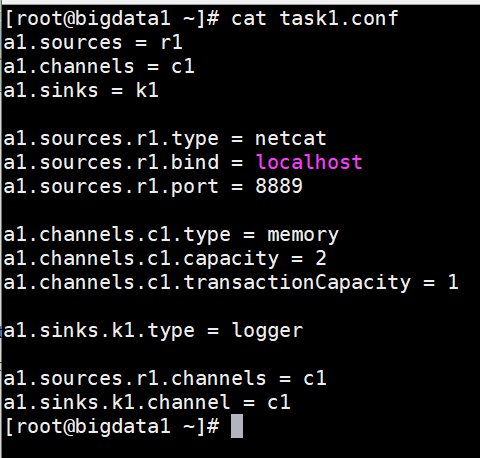 [root@bigdata1 ~]# cat task1.conf
a1.sources = r1
a1.channels = c1
a1.sinks = k1

a1.sources.r1.type = netcat
a1.sources.r1.bind = localhost
a1.sources.r1.port = 8889

a1.channels.c1.type = memory
a1.channels.c1.capacity = 2
a1.channels.c1.transactionCapacity = 1

a1.sinks.k1.type = logger

a1.sources.r1.channels = c1
a1.sinks.k1.channel = c1
[root@bigdata1 ~]#